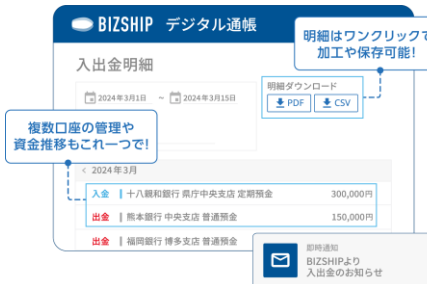 BIZSHIP デジタル通帳
明細はワンクリックで
加工や保存可能!
入出金明細
2024年3月1日 ～ 2024年3月15日
明細ダウンロード
PDF CSV
複数口座の管理や
資金推移もこれ一つで!
< 2024年3月
入金 十八親和銀行 県庁中央支店 定期預金 300,000円
出金 熊本銀行 中央支店 普通預金 150,000円
出金 福岡銀行 博多支店 普通預金
即時通知
BIZSHIPより
入出金のお知らせ